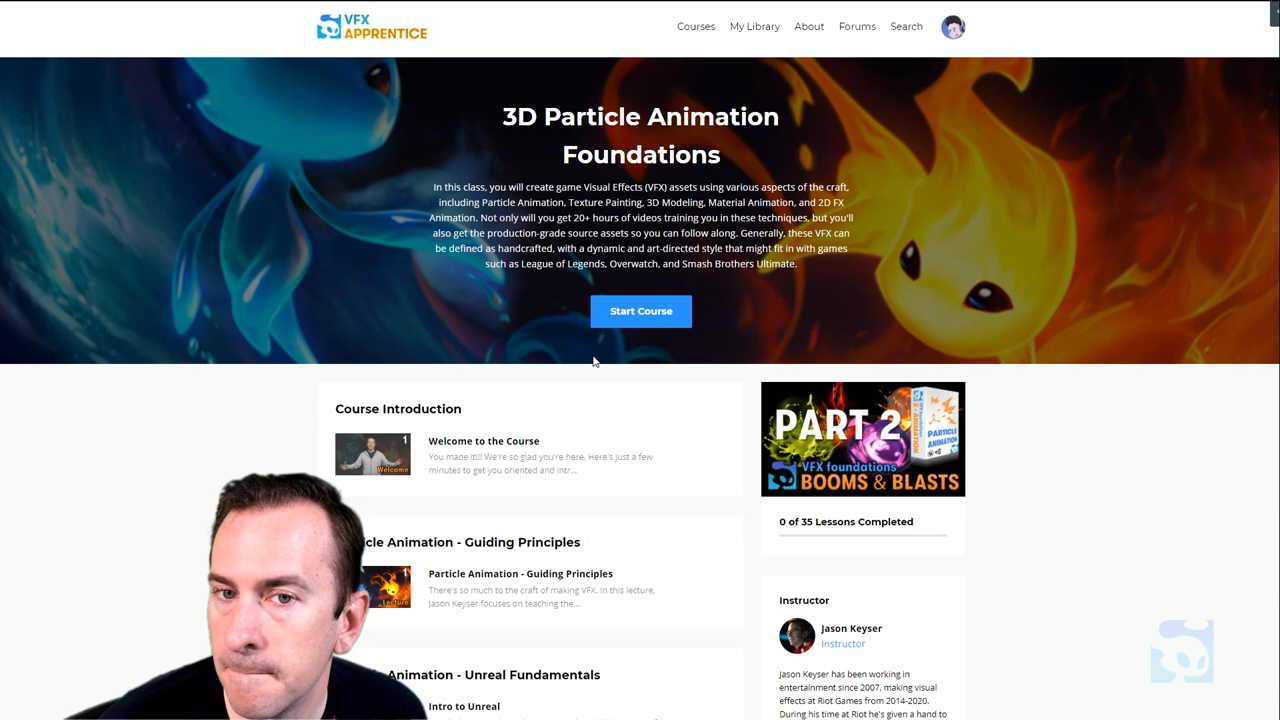 VFX
APPRENTICE
Courses
My Library
About
Forums
Search
3D Particle Animation
Foundations
In this class, you will create game Visual Effects (VFX) assets using various aspects of the craft,
including Particle Animation, Texture Painting, 3D Modeling, Material Animation, and 2D FX
Animation. Not only will you get 20+ hours of videos training you in these techniques, but you'll
also get the production-grade source assets so you can follow along. Generally, these VFX can
be defined as handcrafted, with a dynamic and art-directed style that might fit in with games
such as League of Legends, Overwatch, and Smash Brothers Ultimate.
Start Course
Course Introduction
1
Welcome
Welcome to the Course
You made it!!! We're so glad you're here. Here's just a few
minutes to get you oriented and intr...
cle Animation - Guiding Principles
1
Lecture
Particle Animation - Guiding Principles
There's so much to the craft of making VFX. In this lecture,
Jason Keyser focuses on teaching the...
Animation - Unreal Fundamentals
Intro to Unreal
PART 2
PARTICLE
ANIMATION
VFX foundations
BOOMS & BLASTS
0 of 35 Lessons Completed
Instructor
Jason Keyser
Instructor
Jason Keyser has been working in
entertainment since 2007, making visual
effects at Riot Games from 2014-2020.
During his time at Riot he's given a hand to